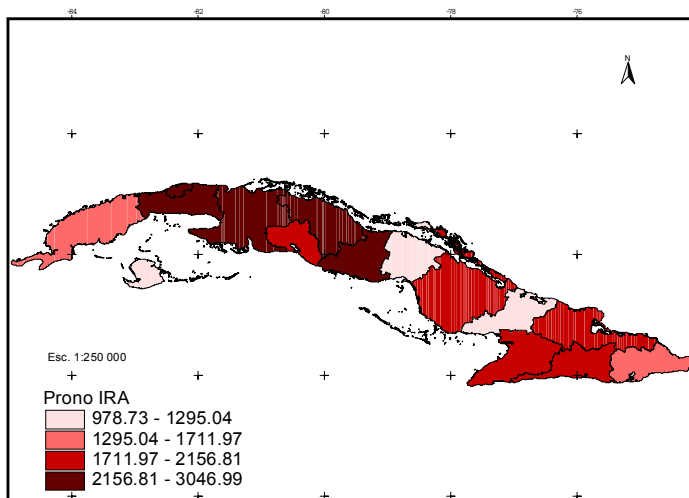 -84 -82 -80 -78 -76
N
Esc. 1:250 000
Prono IRA
978.73 - 1295.04
1295.04 - 1711.97
1711.97 - 2156.81
2156.81 - 3046.99